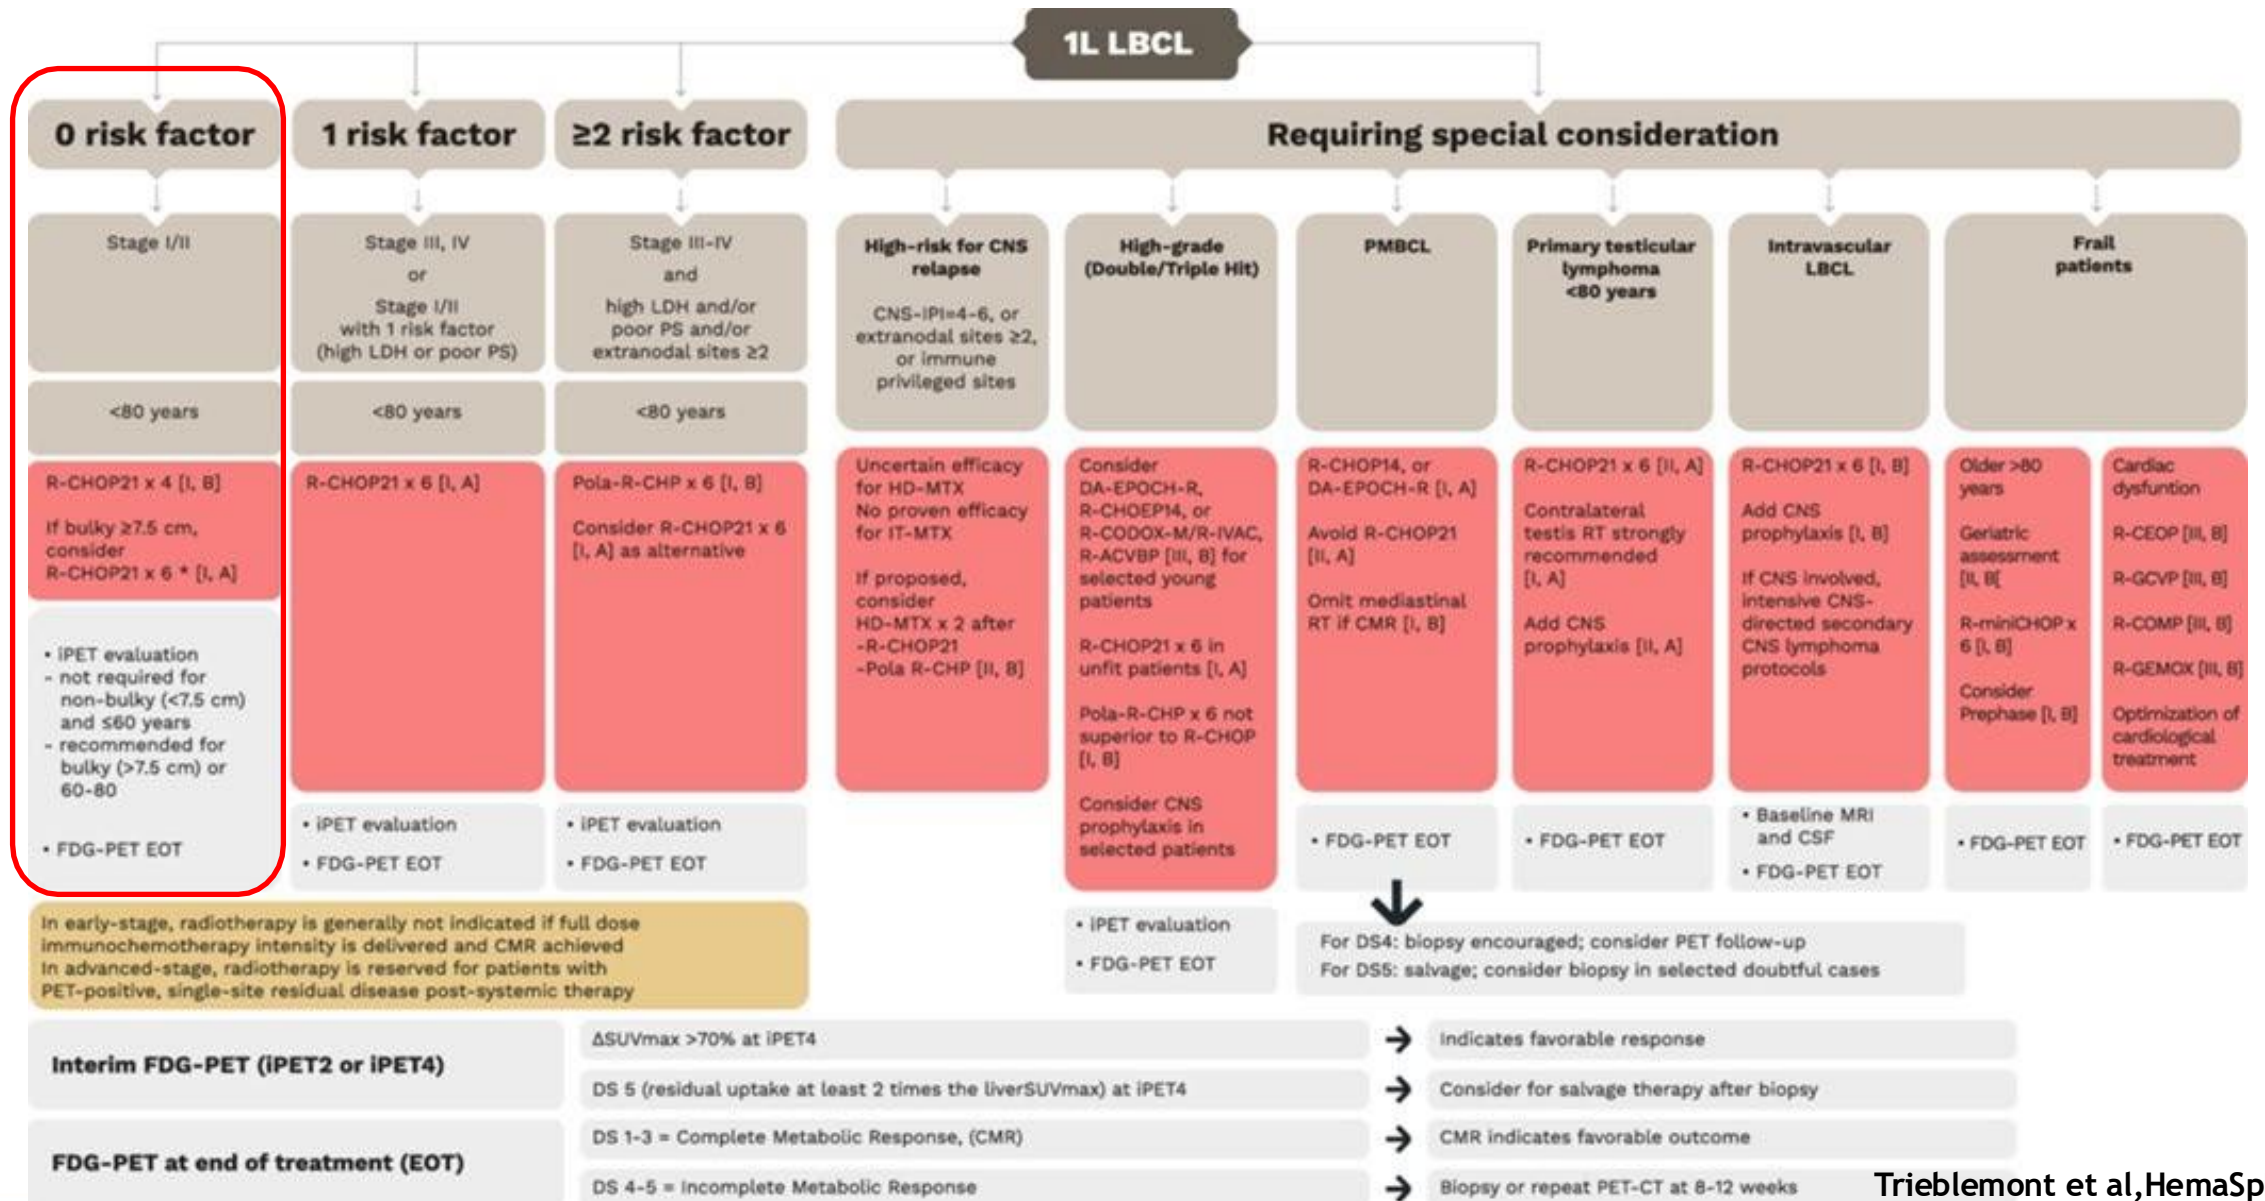 1L LBCL
0 risk factor
1 risk factor
≥2 risk factor
Requiring special consideration
Stage I/II
<80 years
R-CHOP21 x 4 [I, B]
If bulky ≥7.5 cm,
consider
R-CHOP21 x 6 * [I, A]
• iPET evaluation
- not required for
non-bulky (<7.5 cm)
and ≤60 years
- recommended for
bulky (>7.5 cm) or
60-80
• FDG-PET EOT
Stage III, IV
or
Stage I/II
with 1 risk factor
(high LDH or poor PS)
<80 years
R-CHOP21 x 6 [I, A]
• iPET evaluation
• FDG-PET EOT
Stage III-IV
and
high LDH and/or
poor PS and/or
extranodal sites ≥2
<80 years
Pola-R-CHP x 6 [I, B]
Consider R-CHOP21 x 6
[I, A] as alternative
• iPET evaluation
• FDG-PET EOT
High-risk for CNS
relapse
CNS-IPI=4-6, or
extranodal sites ≥2,
or immune
privileged sites
Uncertain efficacy
for HD-MTX
No proven efficacy
for IT-MTX
If proposed,
consider
HD-MTX x 2 after
-R-CHOP21
-Pola R-CHP [II, B]
High-grade
(Double/Triple Hit)
Consider
DA-EPOCH-R,
R-CHOEP14, or
R-CODOX-M/R-IVAC,
R-ACVBP [III, B] for
selected young
patients
R-CHOP21 x 6 in
unfit patients [I, A]
Pola-R-CHP x 6 not
superior to R-CHOP
[I, B]
Consider CNS
prophylaxis in
selected patients
• iPET evaluation
• FDG-PET EOT
PMBCL
R-CHOP14, or
DA-EPOCH-R [I, A]
Avoid R-CHOP21
[II, A]
Omit mediastinal
RT if CMR [I, B]
• FDG-PET EOT
For DS4: biopsy encouraged; consider PET follow-up
For DS5: salvage; consider biopsy in selected doubtful cases
Primary testicular
lymphoma
<80 years
R-CHOP21 x 6 [II, A]
Contralateral
testis RT strongly
recommended
[I, A]
Add CNS
prophylaxis [II, A]
• FDG-PET EOT
Intravascular
LBCL
R-CHOP21 x 6 [I, B]
Add CNS
prophylaxis [I, B]
If CNS involved,
intensive CNS-
directed secondary
CNS lymphoma
protocols
• Baseline MRI
and CSF
• FDG-PET EOT
Frail
patients
Older >80
years
Geriatric
assessment
[II, B[
R-miniCHOP x
6 [I, B]
Consider
Prephase [I, B]
• FDG-PET EOT
Cardiac
dysfuntion
R-CEOP [III, B]
R-GCVP [III, B]
R-COMP [III, B]
R-GEMOX [III, B]
Optimization of
cardiological
treatment
• FDG-PET EOT
In early-stage, radiotherapy is generally not indicated if full dose
immunochemotherapy intensity is delivered and CMR achieved
In advanced-stage, radiotherapy is reserved for patients with
PET-positive, single-site residual disease post-systemic therapy
Interim FDG-PET (iPET2 or iPET4)
ΔSUVmax >70% at iPET4
Indicates favorable response
DS 5 (residual uptake at least 2 times the liverSUVmax) at iPET4
Consider for salvage therapy after biopsy
FDG-PET at end of treatment (EOT)
DS 1-3 = Complete Metabolic Response, (CMR)
CMR indicates favorable outcome
DS 4-5 = Incomplete Metabolic Response
Biopsy or repeat PET-CT at 8-12 weeks
Trieblemont et al,HemaSp